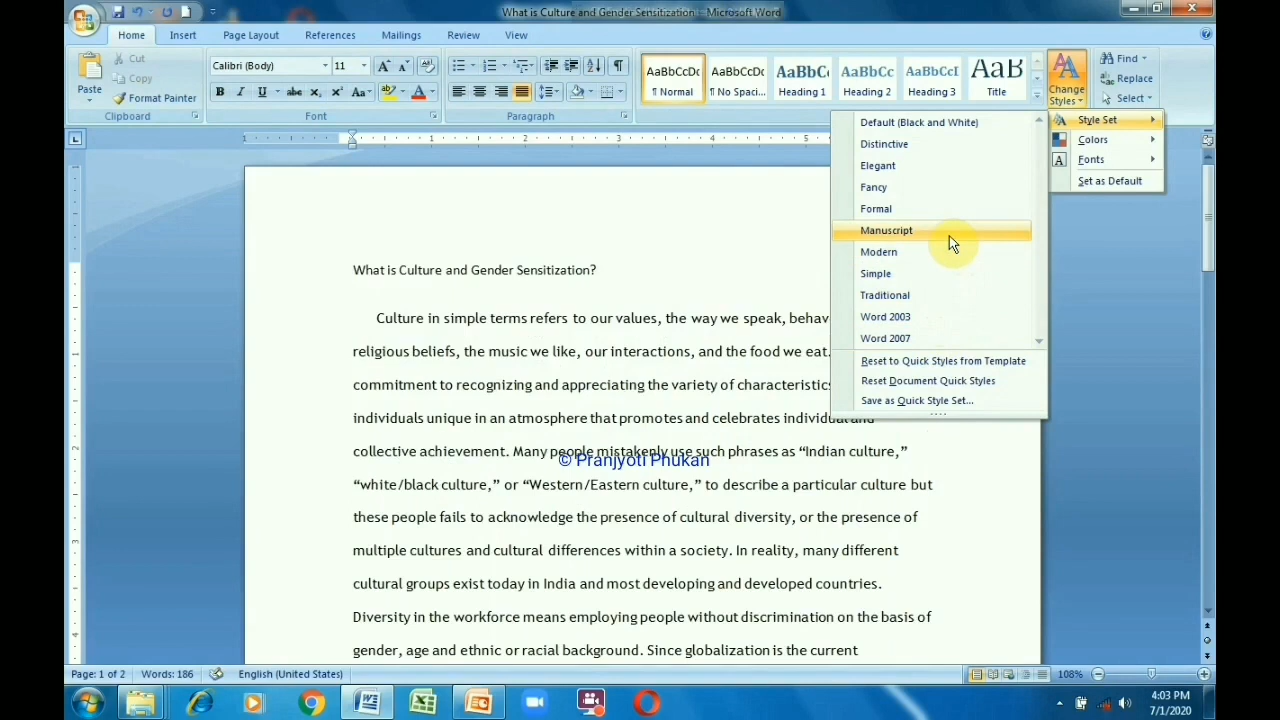 What is Culture and Gender Sensitization - Microsoft Word
Home Insert Page Layout References Mailings Review View
Paste
Cut
Copy
Format Painter
Clipboard
Calibri (Body) 11
Font
Paragraph
AaBbCcDc AaBbCcDc AaBbCc AaBbCc AaBbCcI AaB
¶ Normal ¶ No Spaci... Heading 1 Heading 2 Heading 3 Title
Change
Styles
Find
Replace
Select
Style Set
Colors
Fonts
Set as Default
Default (Black and White)
Distinctive
Elegant
Fancy
Formal
Manuscript
Modern
Simple
Traditional
Word 2003
Word 2007
Reset to Quick Styles from Template
Reset Document Quick Styles
Save as Quick Style Set...
What is Culture and Gender Sensitization?
Culture in simple terms refers to our values, the way we speak, behav
religious beliefs, the music we like, our interactions, and the food we eat.
commitment to recognizing and appreciating the variety of characteristics
individuals unique in an atmosphere that promotes and celebrates individual and
collective achievement. Many people mistakenly use such phrases as “Indian culture,”
© Pranjyoti Phukan
“white/black culture,” or “Western/Eastern culture,” to describe a particular culture but
these people fails to acknowledge the presence of cultural diversity, or the presence of
multiple cultures and cultural differences within a society. In reality, many different
cultural groups exist today in India and most developing and developed countries.
Diversity in the workforce means employing people without discrimination on the basis of
gender, age and ethnic or racial background. Since globalization is the current
Page: 1 of 2 Words: 186 English (United States) 108%
4:03 PM
7/1/2020